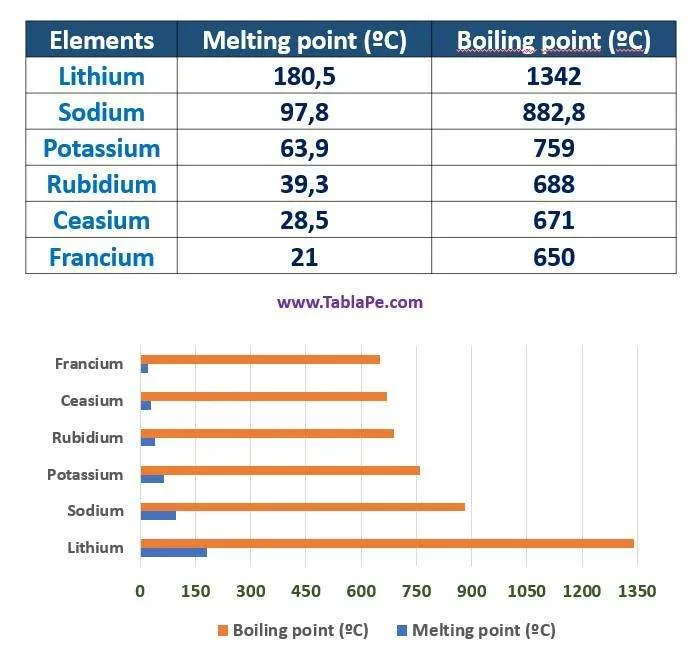 Elements Melting point (ºC) Boiling point (ºC)
Lithium 180,5 1342
Sodium 97,8 882,8
Potassium 63,9 759
Rubidium 39,3 688
Ceasium 28,5 671
Francium 21 650
www.TablaPe.com
Francium
Ceasium
Rubidium
Potassium
Sodium
Lithium
0 150 300 450 600 750 900 1050 1200 1350
Boiling point (ºC) Melting point (ºC)